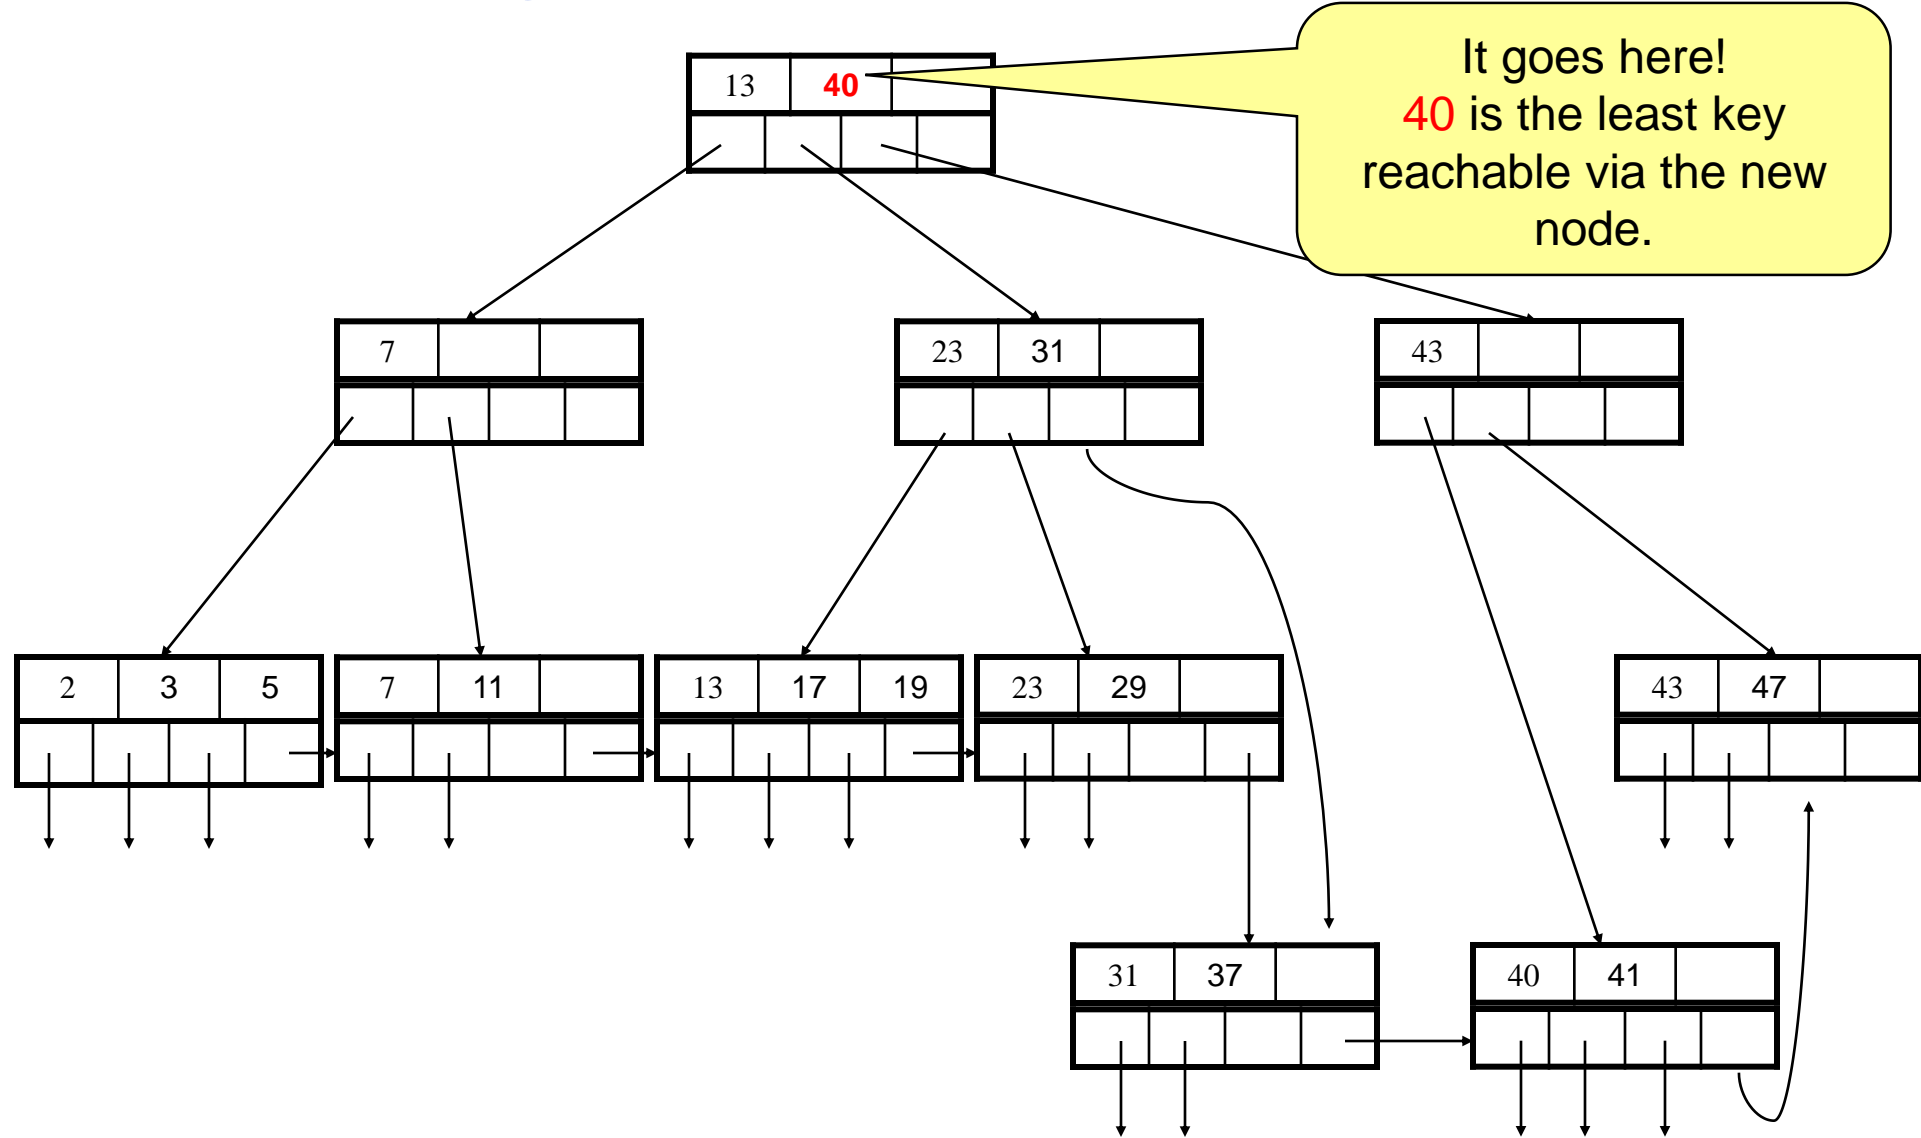 It goes here!
40 is the least key
reachable via the new
node.
13 40
7
23 31
43
2 3 5
7 11
13 17 19
23 29
43 47
31 37
40 41